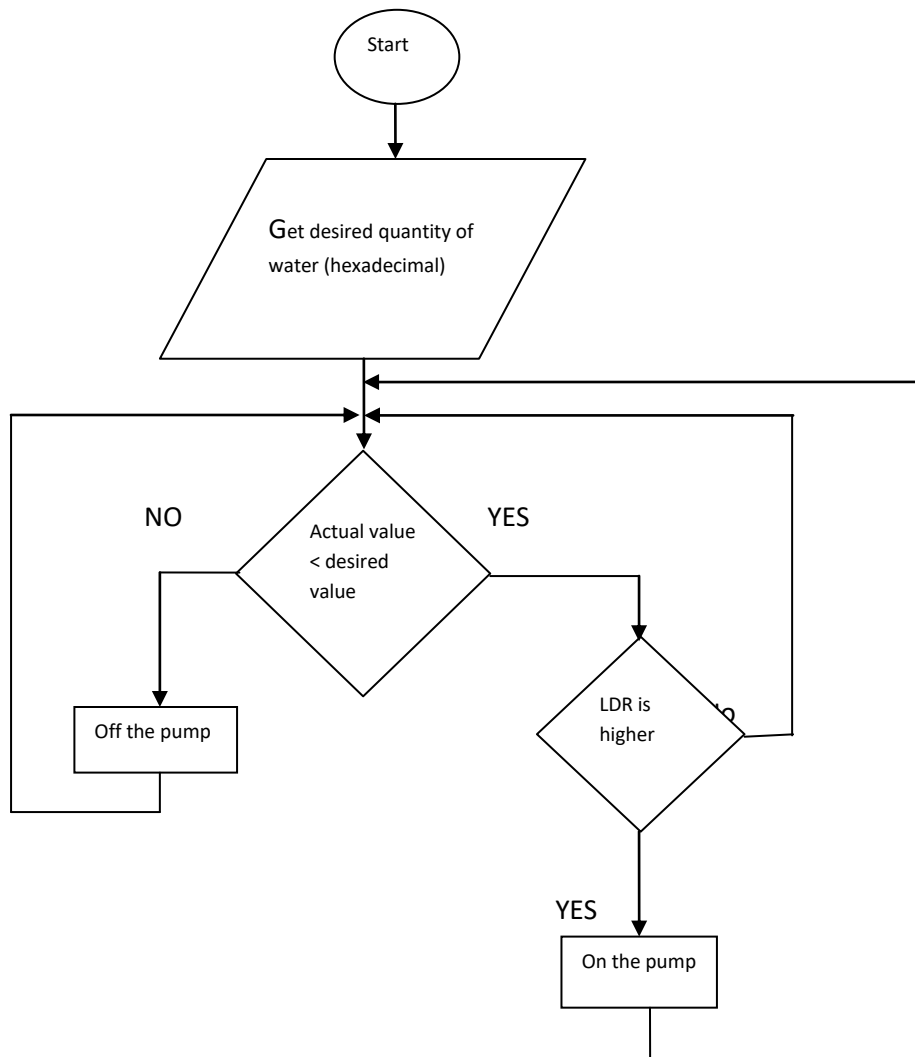 Start
Get desired quantity of
water (hexadecimal)
NO
YES
Actual value
< desired
value
LDR is
higher
Off the pump
YES
On the pump